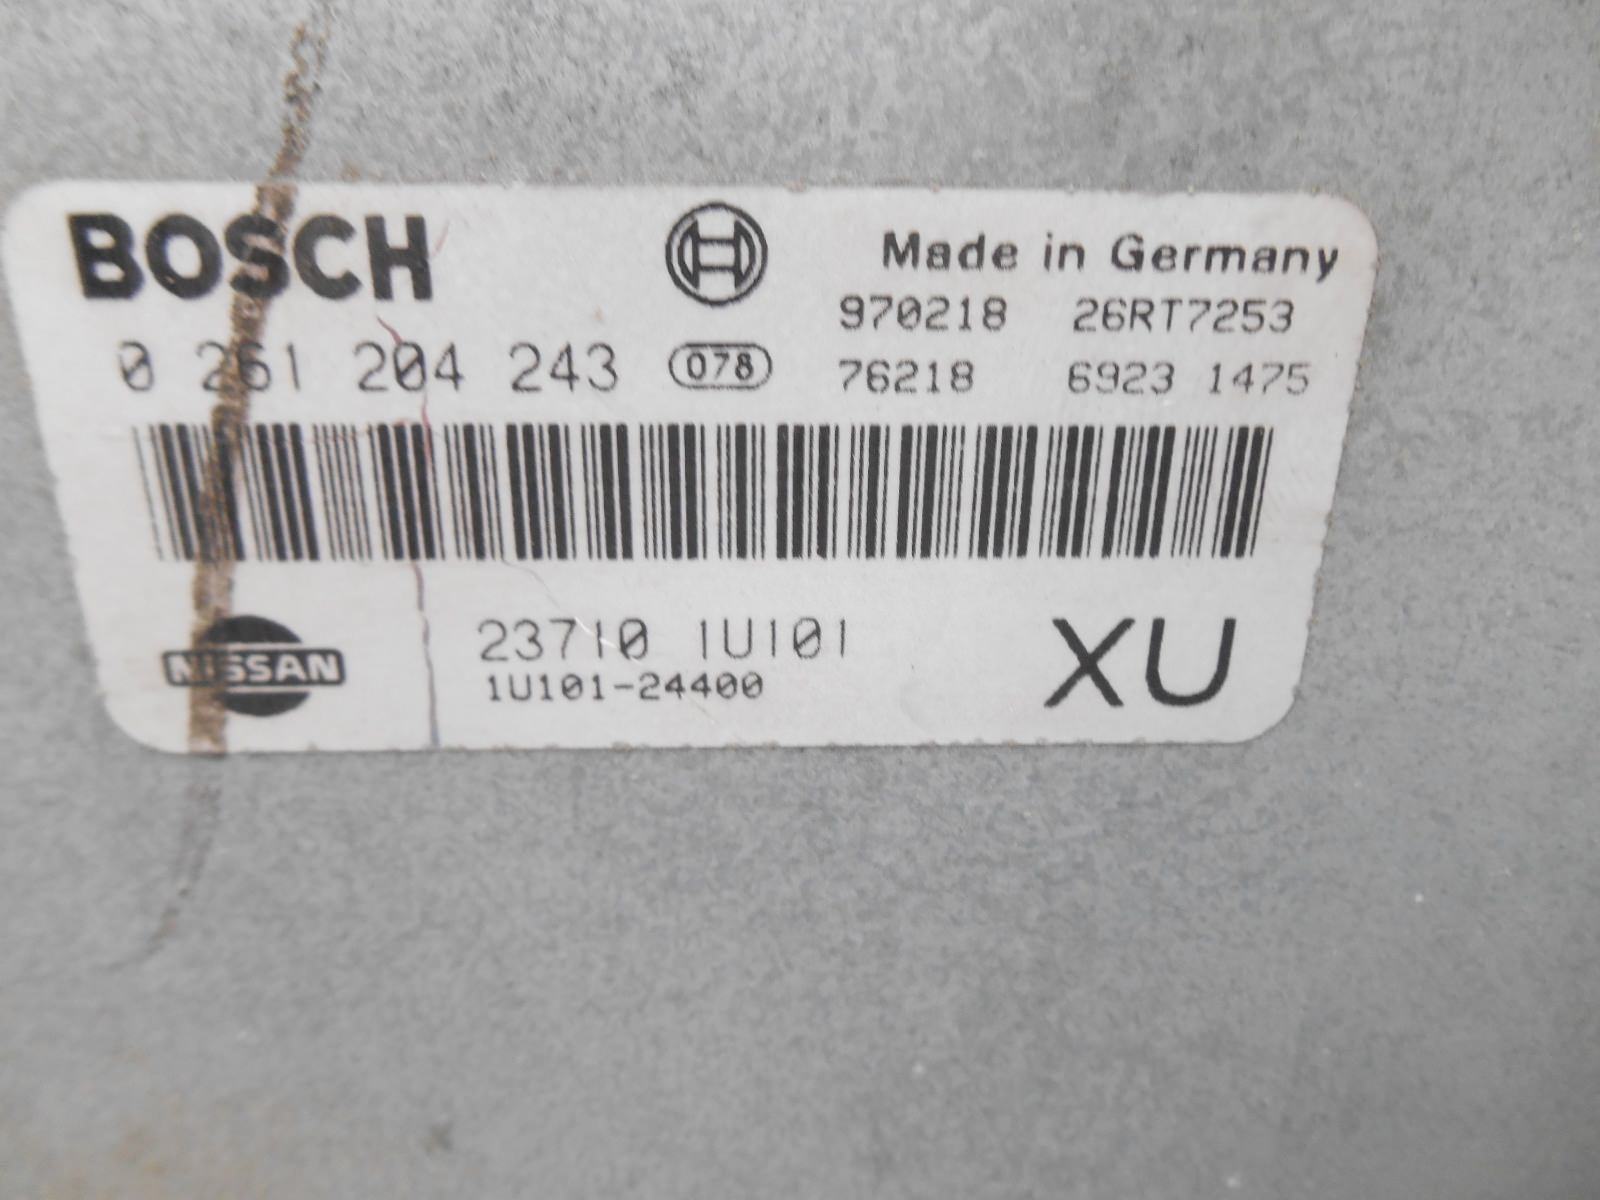 BOSCH
Made in Germany
970218 26RT7253
0 261 204 243 078 76218 6923 1475
NISSAN
23710 1U101
1U101-24400
XU